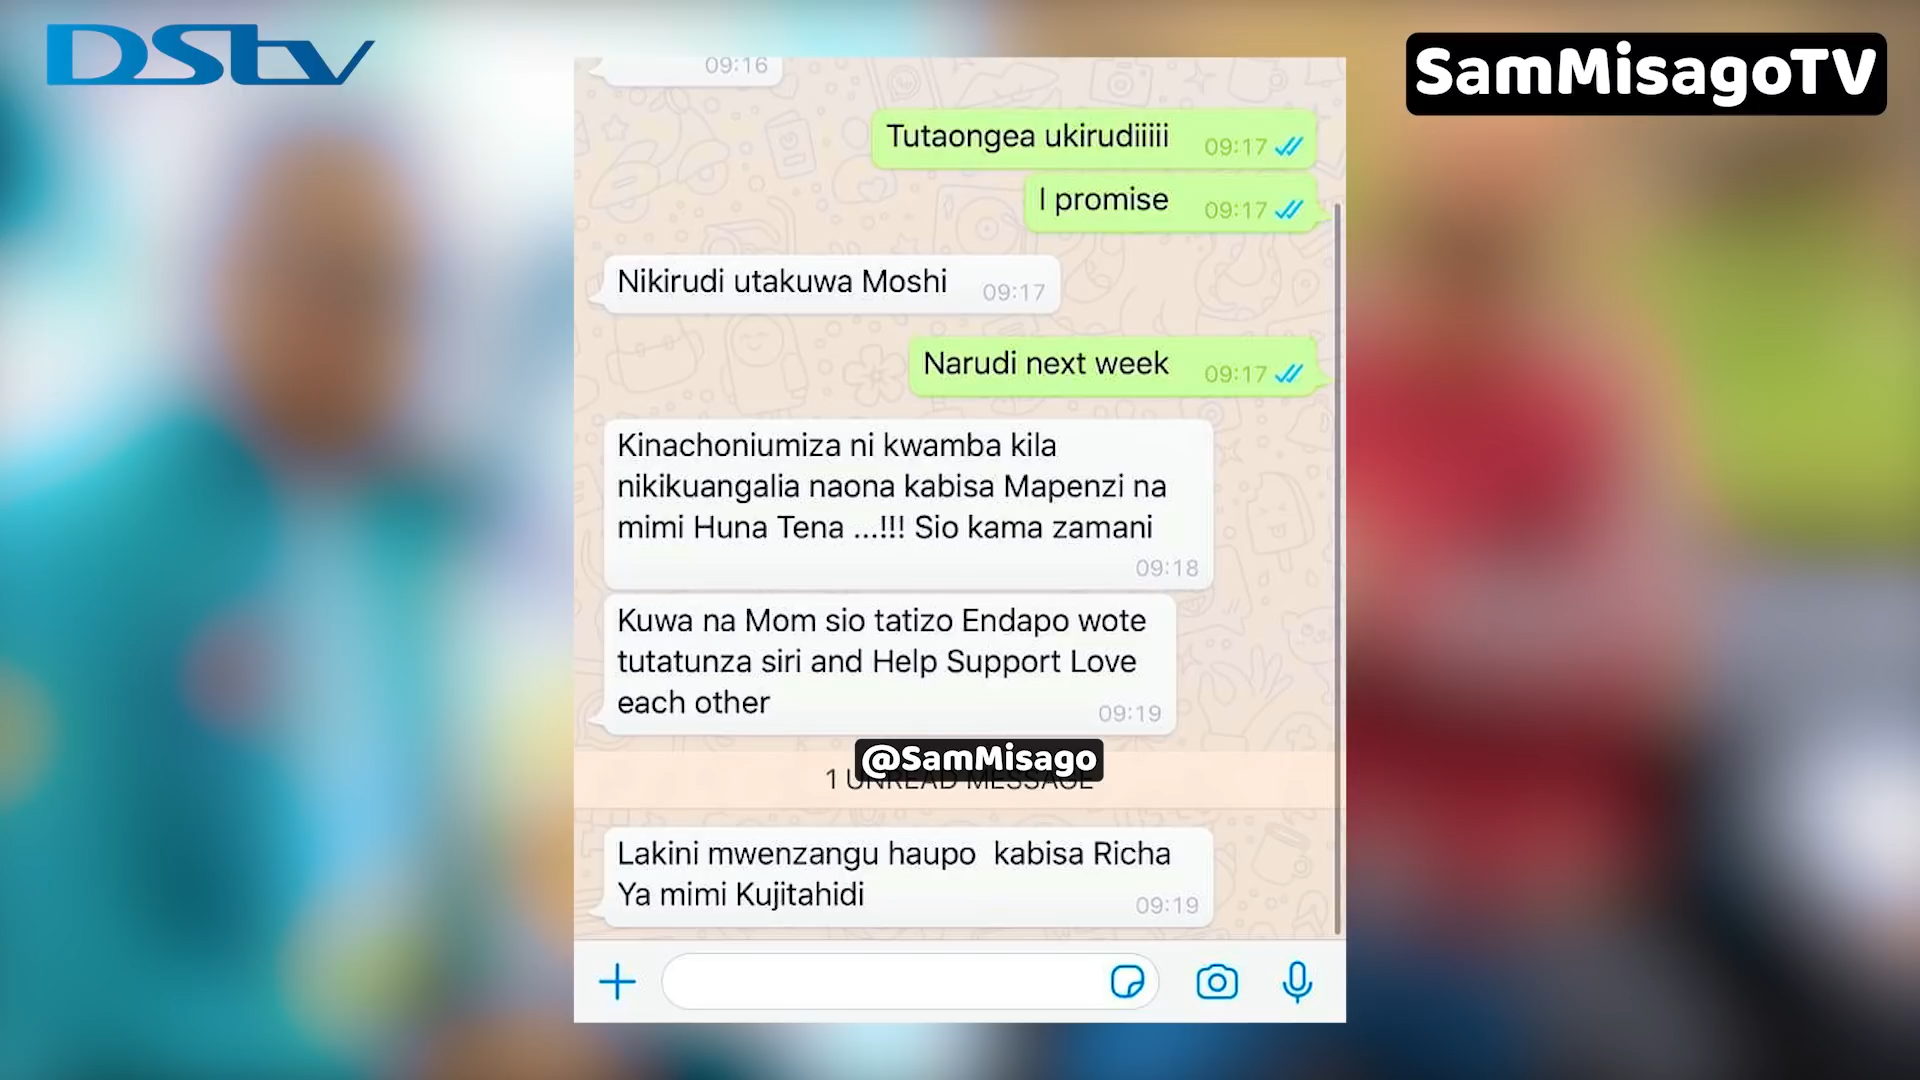 DStv
SamMisagoTV
09:16
Tutaongea ukirudiiiii 09:17
I promise 09:17
Nikirudi utakuwa Moshi 09:17
Narudi next week 09:17
Kinachoniumiza ni kwamba kila
nikikuangalia naona kabisa Mapenzi na
mimi Huna Tena ...!!! Sio kama zamani
09:18
Kuwa na Mom sio tatizo Endapo wote
tutatunza siri and Help Support Love
each other
09:19
@SamMisago
1 UNREAD MESSAGE
Lakini mwenzangu haupo  kabisa Richa
Ya mimi Kujitahidi
09:19